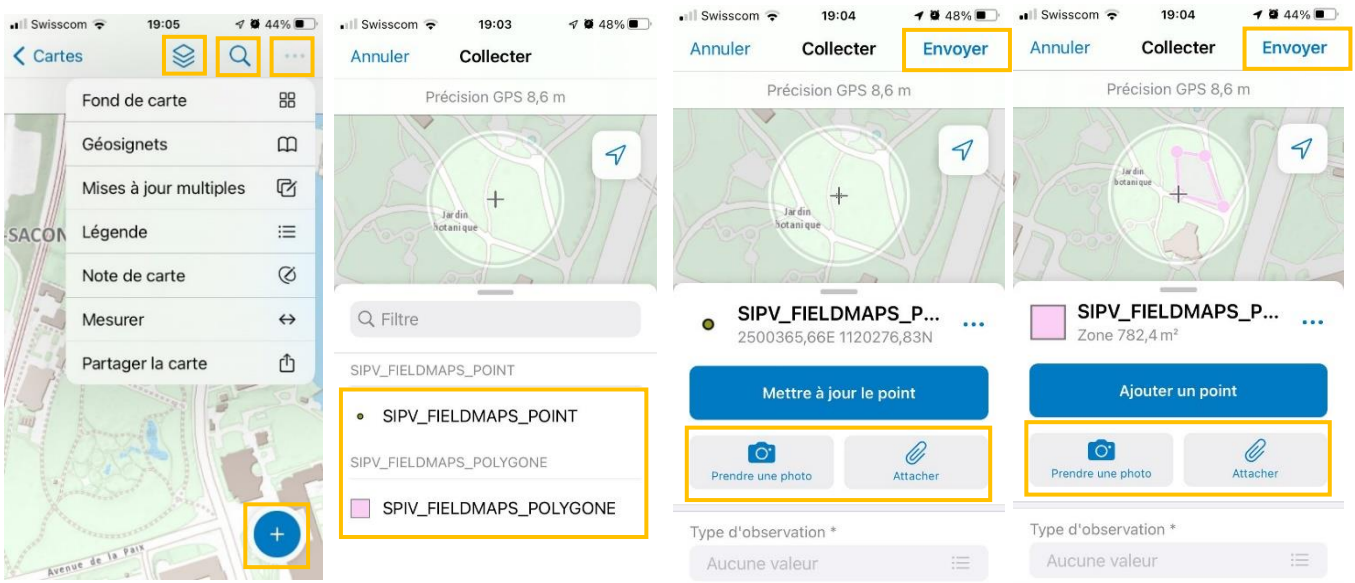 Swisscom 19:05 44%
Cartes
Fond de carte
Géosignets
Mises à jour multiples
-SACON
Légende
Note de carte
Mesurer
Partager la carte
+
Avenue de la Paix
Swisscom 19:03 48%
Annuler Collecter
Précision GPS 8,6 m
Jardin
botanique
Filtre
SIPV_FIELDMAPS_POINT
SIPV_FIELDMAPS_POINT
SIPV_FIELDMAPS_POLYGONE
SPIV_FIELDMAPS_POLYGONE
Swisscom 19:04 48%
Annuler Collecter Envoyer
Précision GPS 8,6 m
Jardin
botanique
SIPV_FIELDMAPS_P...
2500365,66E 1120276,83N
Mettre à jour le point
Prendre une photo Attacher
Type d'observation *
Aucune valeur
Swisscom 19:04 44%
Annuler Collecter Envoyer
Précision GPS 8,6 m
Jardin
botanique
SIPV_FIELDMAPS_P...
Zone 782,4 m²
Ajouter un point
Prendre une photo Attacher
Type d'observation *
Aucune valeur